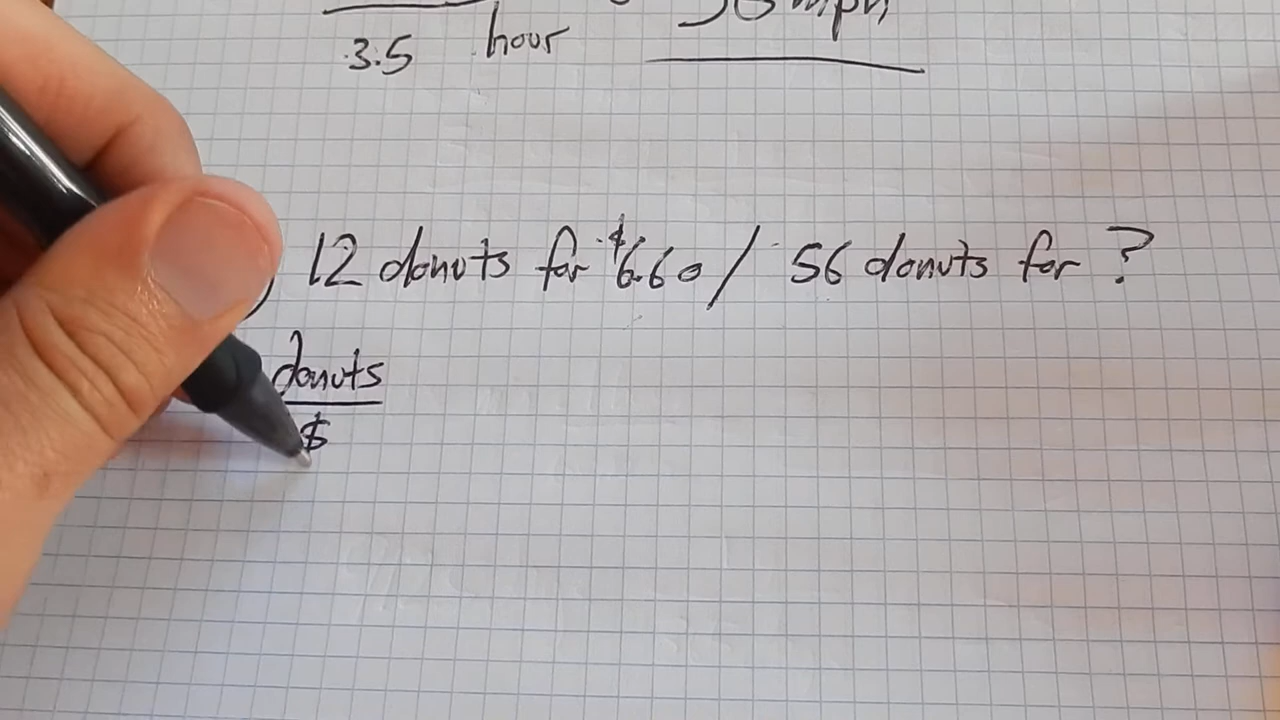 3.5 hour
12 donuts for $6.60 / 56 donuts for ?
donuts
$